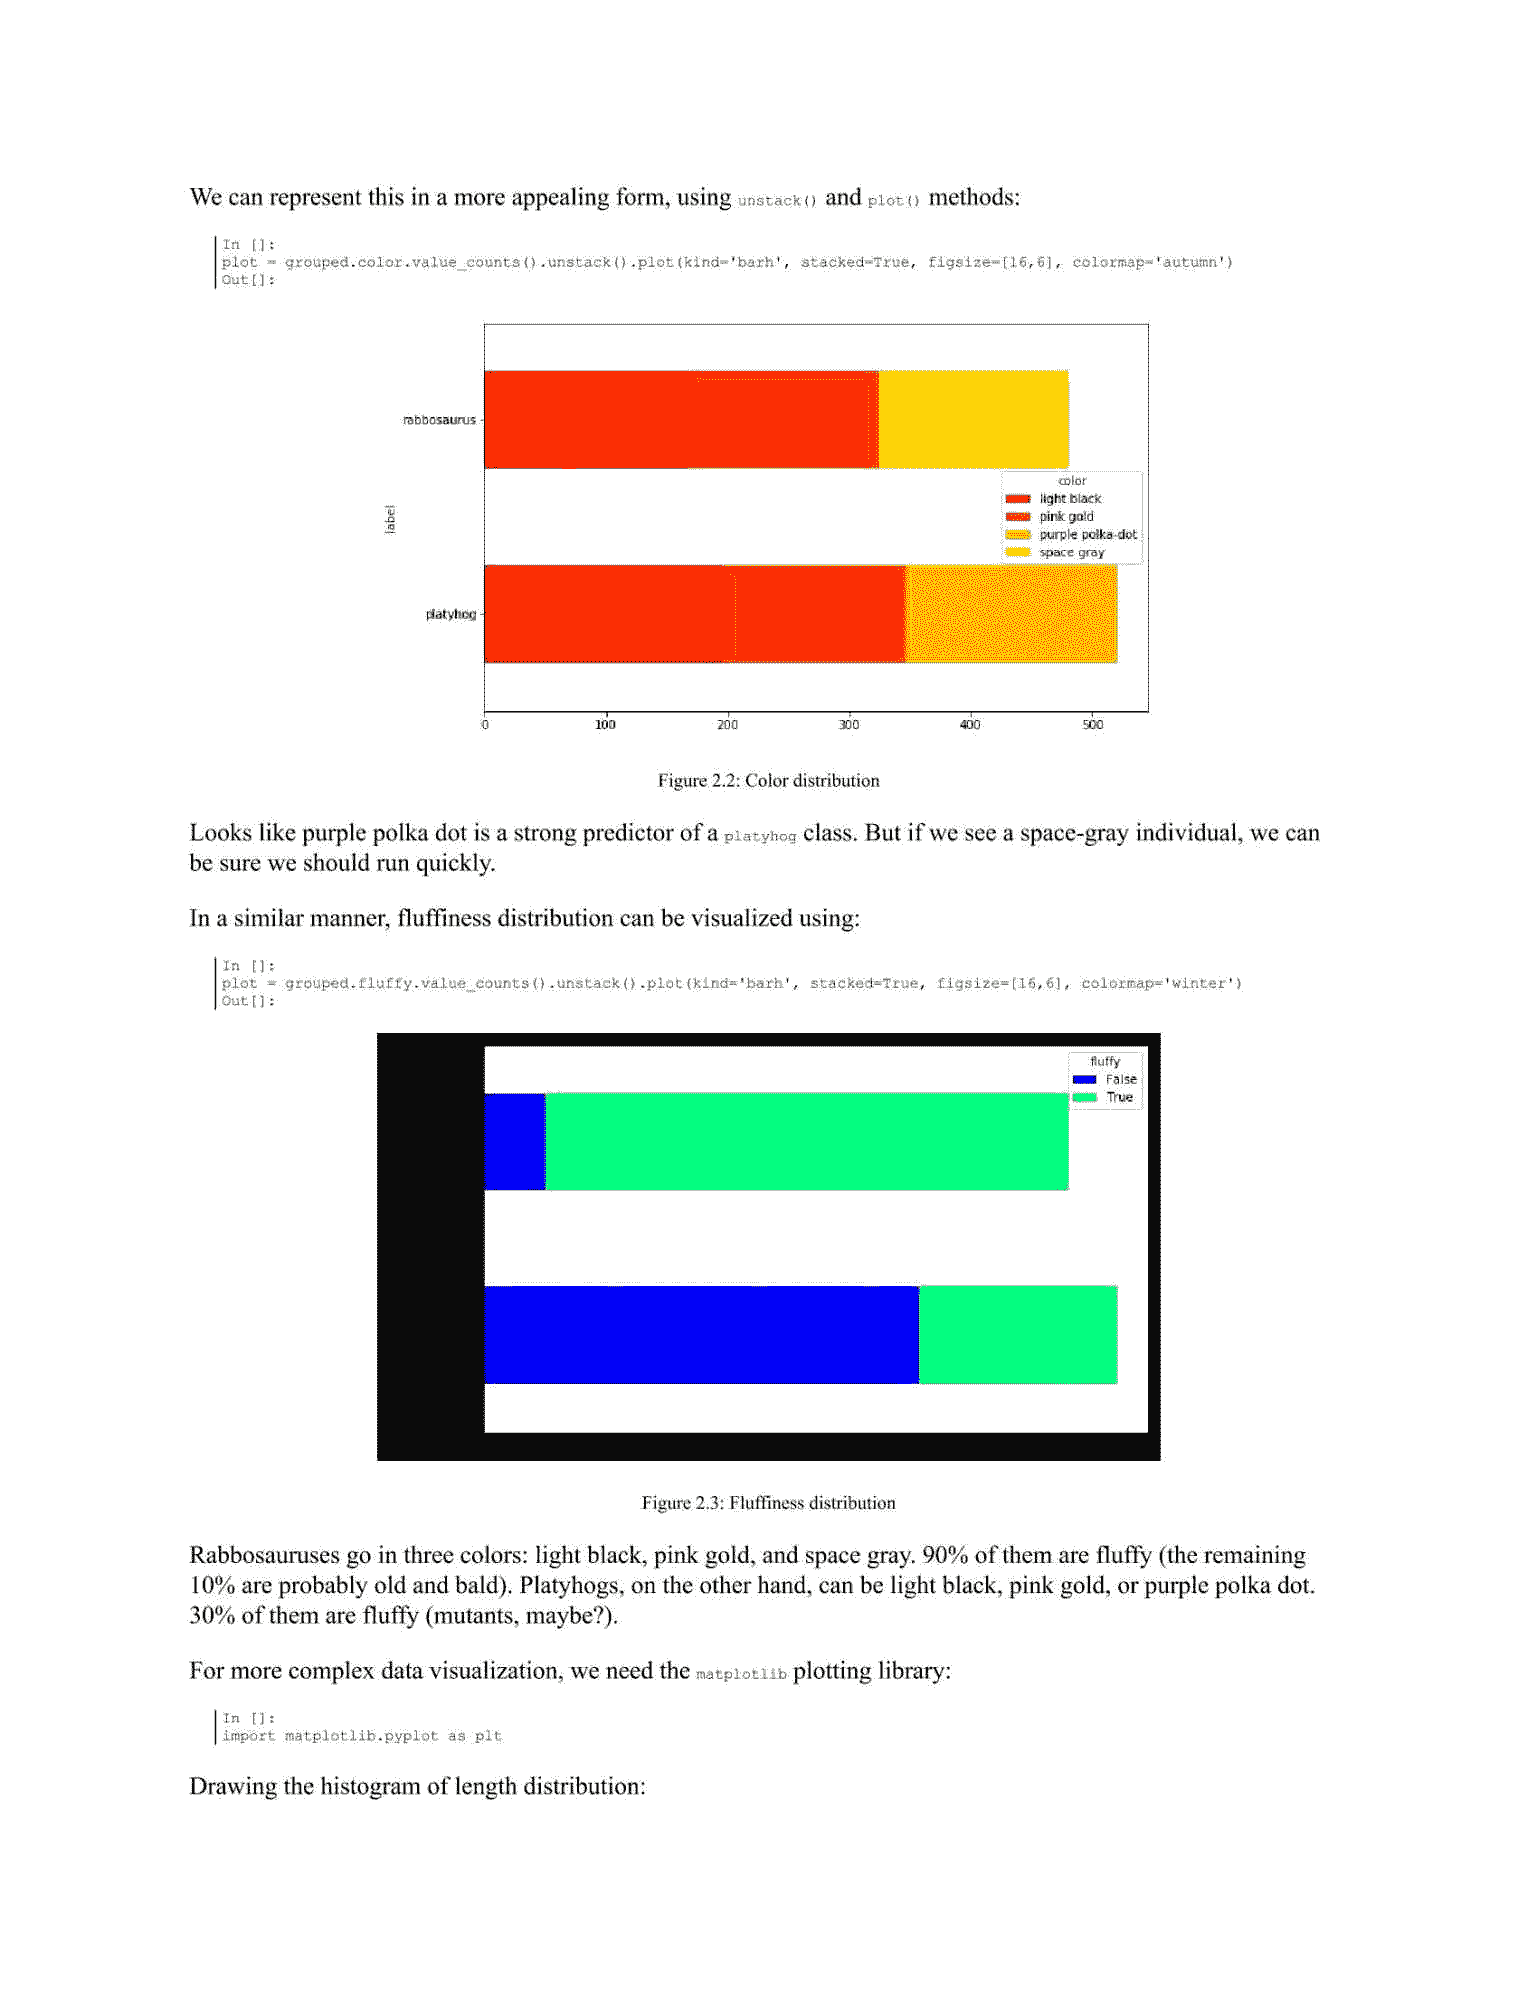 We can represent this in a more appealing form, using unstack() and plot() methods:
In []:
plot = grouped.color.value_counts().unstack().plot(kind='barh', stacked=True, figsize=[16,6], colormap='autumn')
Out[]:
rabbosaurus
label
color
light black
pink gold
purple polka-dot
space gray
platyhog
0 100 200 300 400 500
Figure 2.2: Color distribution
Looks like purple polka dot is a strong predictor of a platyhog class. But if we see a space-gray individual, we can
be sure we should run quickly.
In a similar manner, fluffiness distribution can be visualized using:
In []:
plot = grouped.fluffy.value_counts().unstack().plot(kind='barh', stacked=True, figsize=[16,6], colormap='winter')
Out[]:
fluffy
False
True
Figure 2.3: Fluffiness distribution
Rabbosauruses go in three colors: light black, pink gold, and space gray. 90% of them are fluffy (the remaining
10% are probably old and bald). Platyhogs, on the other hand, can be light black, pink gold, or purple polka dot.
30% of them are fluffy (mutants, maybe?).
For more complex data visualization, we need the matplotlib plotting library:
In []:
import matplotlib.pyplot as plt
Drawing the histogram of length distribution: